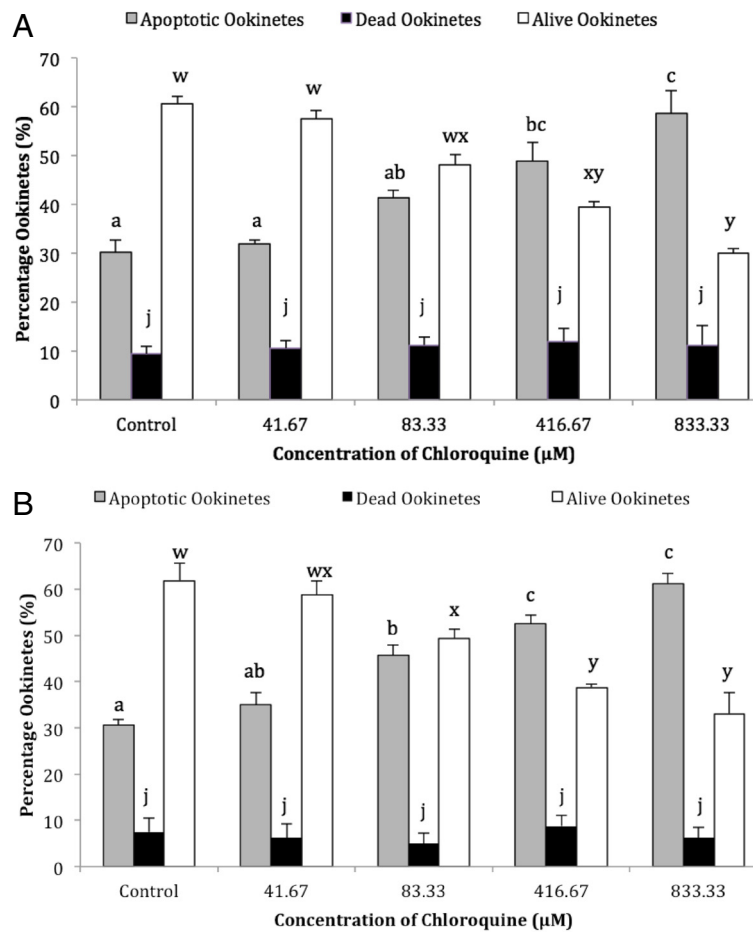 A
Apoptotic Ookinetes Dead Ookinetes Alive Ookinetes
Percentage Ookinetes (%)
70
60
50
40
30
20
10
0
a j w
a j w
ab j wx
bc j xy
c j y
Control 41.67 83.33 416.67 833.33
Concentration of Chloroquine (µM)
B
Apoptotic Ookinetes Dead Ookinetes Alive Ookinetes
Percentage Ookinetes (%)
70
60
50
40
30
20
10
0
a j w
ab j wx
b j x
c j y
c j y
Control 41.67 83.33 416.67 833.33
Concentration of Chloroquine (µM)